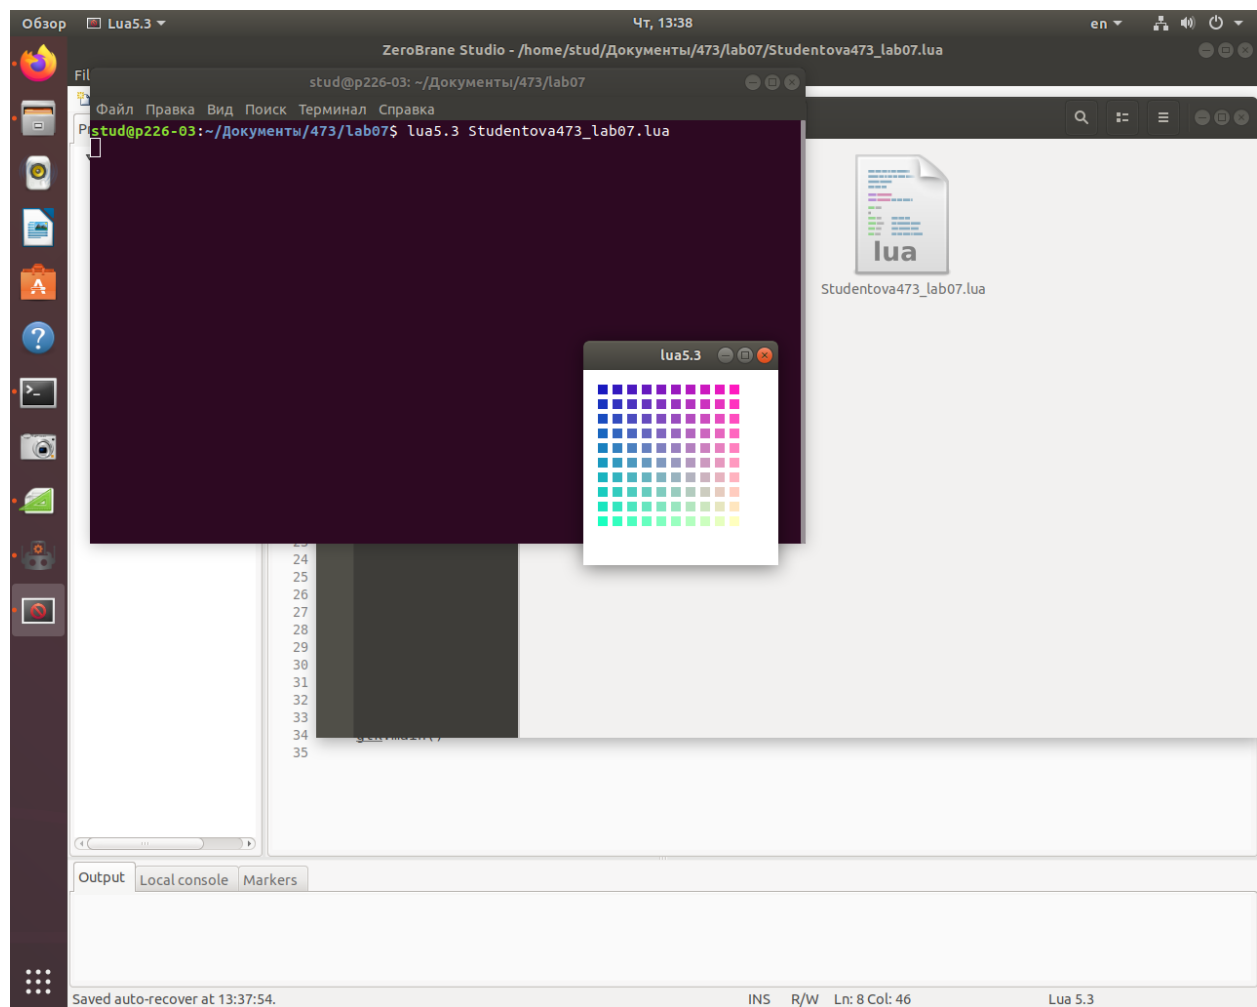 Обзор
Lua5.3
Чт, 13:38
en
ZeroBrane Studio - /home/stud/Документы/473/lab07/Studentova473_lab07.lua
Fil
stud@p226-03: ~/Документы/473/lab07
Файл Правка Вид Поиск Терминал Справка
stud@p226-03:~/Документы/473/lab07$ lua5.3 Studentova473_lab07.lua
lua
Studentova473_lab07.lua
lua5.3
24
25
26
27
28
29
30
31
32
33
34
35
Output Local console Markers
Saved auto-recover at 13:37:54.
INS R/W Ln: 8 Col: 46 Lua 5.3